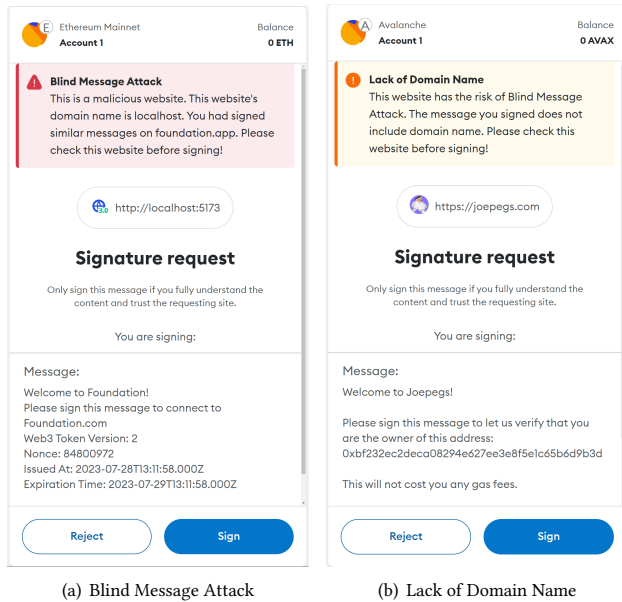 E
Ethereum Mainnet
Account 1
Balance
0 ETH
Blind Message Attack
This is a malicious website. This website's
domain name is localhost. You had signed
similar messages on foundation.app. Please
check this website before signing!
3.0
http://localhost:5173
Signature request
Only sign this message if you fully understand the
content and trust the requesting site.
You are signing:
Message:
Welcome to Foundation!
Please sign this message to connect to
Foundation.com
Web3 Token Version: 2
Nonce: 84800972
Issued At: 2023-07-28T13:11:58.000Z
Expiration Time: 2023-07-29T13:11:58.000Z
Reject
Sign
(a) Blind Message Attack
A
Avalanche
Account 1
Balance
0 AVAX
Lack of Domain Name
This website has the risk of Blind Message
Attack. The message you signed does not
include domain name. Please check this
website before signing!
https://joepegs.com
Signature request
Only sign this message if you fully understand the
content and trust the requesting site.
You are signing:
Message:
Welcome to Joepegs!
Please sign this message to let us verify that you
are the owner of this address:
0xbf232ec2deca08294e627ee3e8f5e1c65b6d9b3d
This will not cost you any gas fees.
Reject
Sign
(b) Lack of Domain Name